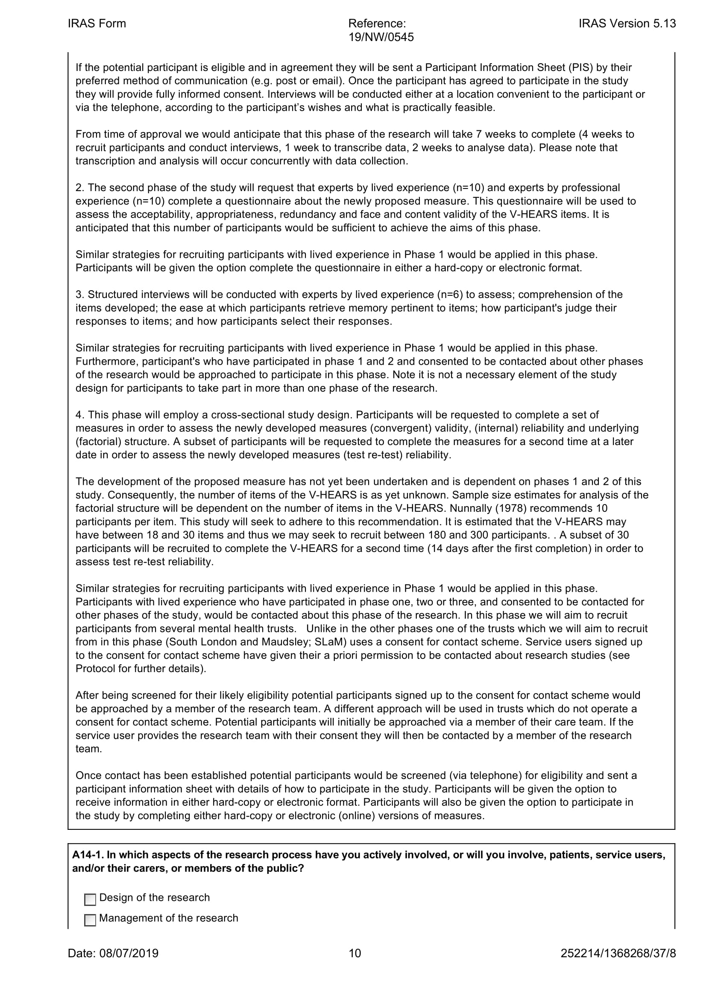 IRAS Form
Reference:
19/NW/0545
IRAS Version 5.13
If the potential participant is eligible and in agreement they will be sent a Participant Information Sheet (PIS) by their
preferred method of communication (e.g. post or email). Once the participant has agreed to participate in the study
they will provide fully informed consent. Interviews will be conducted either at a location convenient to the participant or
via the telephone, according to the participant’s wishes and what is practically feasible.
From time of approval we would anticipate that this phase of the research will take 7 weeks to complete (4 weeks to
recruit participants and conduct interviews, 1 week to transcribe data, 2 weeks to analyse data). Please note that
transcription and analysis will occur concurrently with data collection.
2. The second phase of the study will request that experts by lived experience (n=10) and experts by professional
experience (n=10) complete a questionnaire about the newly proposed measure. This questionnaire will be used to
assess the acceptability, appropriateness, redundancy and face and content validity of the V-HEARS items. It is
anticipated that this number of participants would be sufficient to achieve the aims of this phase.
Similar strategies for recruiting participants with lived experience in Phase 1 would be applied in this phase.
Participants will be given the option complete the questionnaire in either a hard-copy or electronic format.
3. Structured interviews will be conducted with experts by lived experience (n=6) to assess; comprehension of the
items developed; the ease at which participants retrieve memory pertinent to items; how participant's judge their
responses to items; and how participants select their responses.
Similar strategies for recruiting participants with lived experience in Phase 1 would be applied in this phase.
Furthermore, participant's who have participated in phase 1 and 2 and consented to be contacted about other phases
of the research would be approached to participate in this phase. Note it is not a necessary element of the study
design for participants to take part in more than one phase of the research.
4. This phase will employ a cross-sectional study design. Participants will be requested to complete a set of
measures in order to assess the newly developed measures (convergent) validity, (internal) reliability and underlying
(factorial) structure. A subset of participants will be requested to complete the measures for a second time at a later
date in order to assess the newly developed measures (test re-test) reliability.
The development of the proposed measure has not yet been undertaken and is dependent on phases 1 and 2 of this
study. Consequently, the number of items of the V-HEARS is as yet unknown. Sample size estimates for analysis of the
factorial structure will be dependent on the number of items in the V-HEARS. Nunnally (1978) recommends 10
participants per item. This study will seek to adhere to this recommendation. It is estimated that the V-HEARS may
have between 18 and 30 items and thus we may seek to recruit between 180 and 300 participants. . A subset of 30
participants will be recruited to complete the V-HEARS for a second time (14 days after the first completion) in order to
assess test re-test reliability.
Similar strategies for recruiting participants with lived experience in Phase 1 would be applied in this phase.
Participants with lived experience who have participated in phase one, two or three, and consented to be contacted for
other phases of the study, would be contacted about this phase of the research. In this phase we will aim to recruit
participants from several mental health trusts.   Unlike in the other phases one of the trusts which we will aim to recruit
from in this phase (South London and Maudsley; SLaM) uses a consent for contact scheme. Service users signed up
to the consent for contact scheme have given their a priori permission to be contacted about research studies (see
Protocol for further details).
After being screened for their likely eligibility potential participants signed up to the consent for contact scheme would
be approached by a member of the research team. A different approach will be used in trusts which do not operate a
consent for contact scheme. Potential participants will initially be approached via a member of their care team. If the
service user provides the research team with their consent they will then be contacted by a member of the research
team.
Once contact has been established potential participants would be screened (via telephone) for eligibility and sent a
participant information sheet with details of how to participate in the study. Participants will be given the option to
receive information in either hard-copy or electronic format. Participants will also be given the option to participate in
the study by completing either hard-copy or electronic (online) versions of measures.
A14-1. In which aspects of the research process have you actively involved, or will you involve, patients, service users,
and/or their carers, or members of the public?
Design of the research
Management of the research
Date: 08/07/2019
10
252214/1368268/37/8